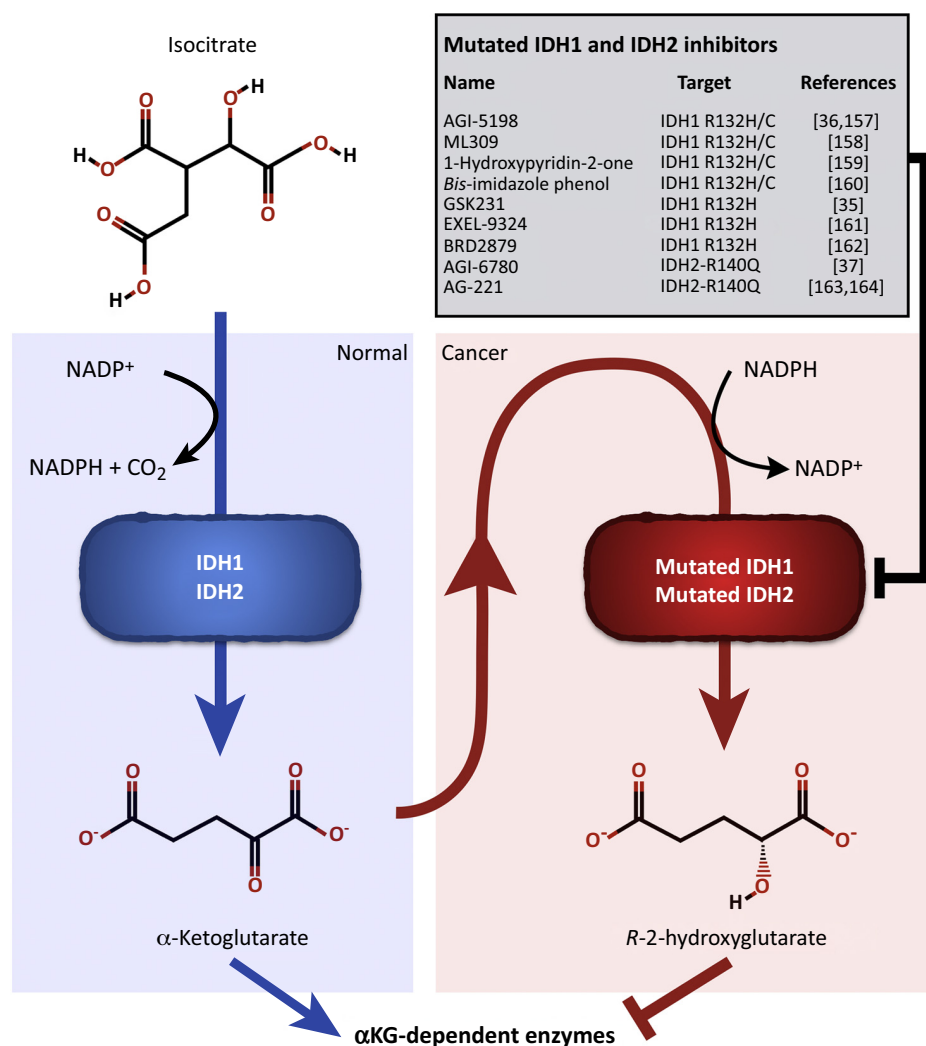 Isocitrate
H
O
O
O
H
O
H
O
O
O
O
H
Mutated IDH1 and IDH2 inhibitors
Name Target References
AGI-5198 IDH1 R132H/C [36,157]
ML309 IDH1 R132H/C [158]
1-Hydroxypyridin-2-one IDH1 R132H/C [159]
Bis-imidazole phenol IDH1 R132H/C [160]
GSK231 IDH1 R132H [35]
EXEL-9324 IDH1 R132H [161]
BRD2879 IDH1 R132H [162]
AGI-6780 IDH2-R140Q [37]
AG-221 IDH2-R140Q [163,164]
Normal
NADP⁺
NADPH + CO₂
IDH1
IDH2
O
O
O⁻
O⁻
O
α-Ketoglutarate
Cancer
NADPH
NADP⁺
Mutated IDH1
Mutated IDH2
O
O
O⁻
O⁻
O
H
R-2-hydroxyglutarate
αKG-dependent enzymes